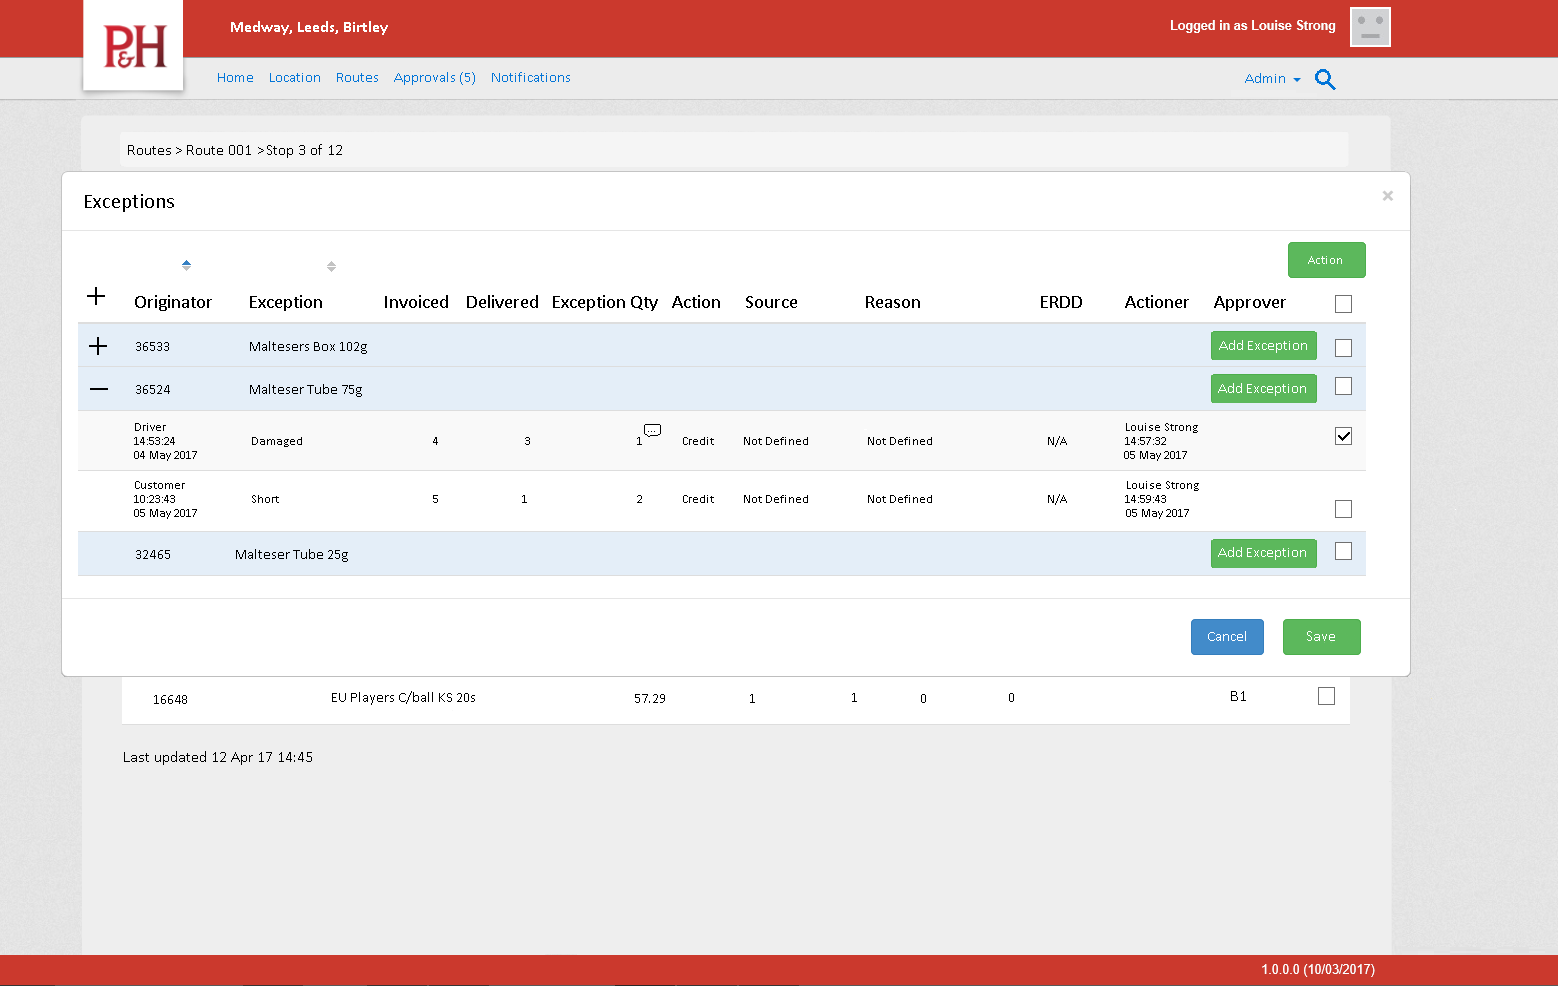 P&H
Medway, Leeds, Birtley
Logged in as Louise Strong
Home Location Routes Approvals (5) Notifications
Admin
Routes > Route 001 >Stop 3 of 12
Exceptions
×
Action
Originator Exception Invoiced Delivered Exception Qty Action Source Reason ERDD Actioner Approver
36533 Maltesers Box 102g Add Exception
36524 Malteser Tube 75g Add Exception
Driver
14:53:24
04 May 2017
Damaged 4 3 1 Credit Not Defined Not Defined N/A
Louise Strong
14:57:32
05 May 2017
Customer
10:23:43
05 May 2017
Short 5 1 2 Credit Not Defined Not Defined N/A
Louise Strong
14:59:43
05 May 2017
32465 Malteser Tube 25g Add Exception
Cancel Save
16648 EU Players C/ball KS 20s 57.29 1 1 0 0 B1
Last updated 12 Apr 17 14:45
1.0.0.0 (10/03/2017)